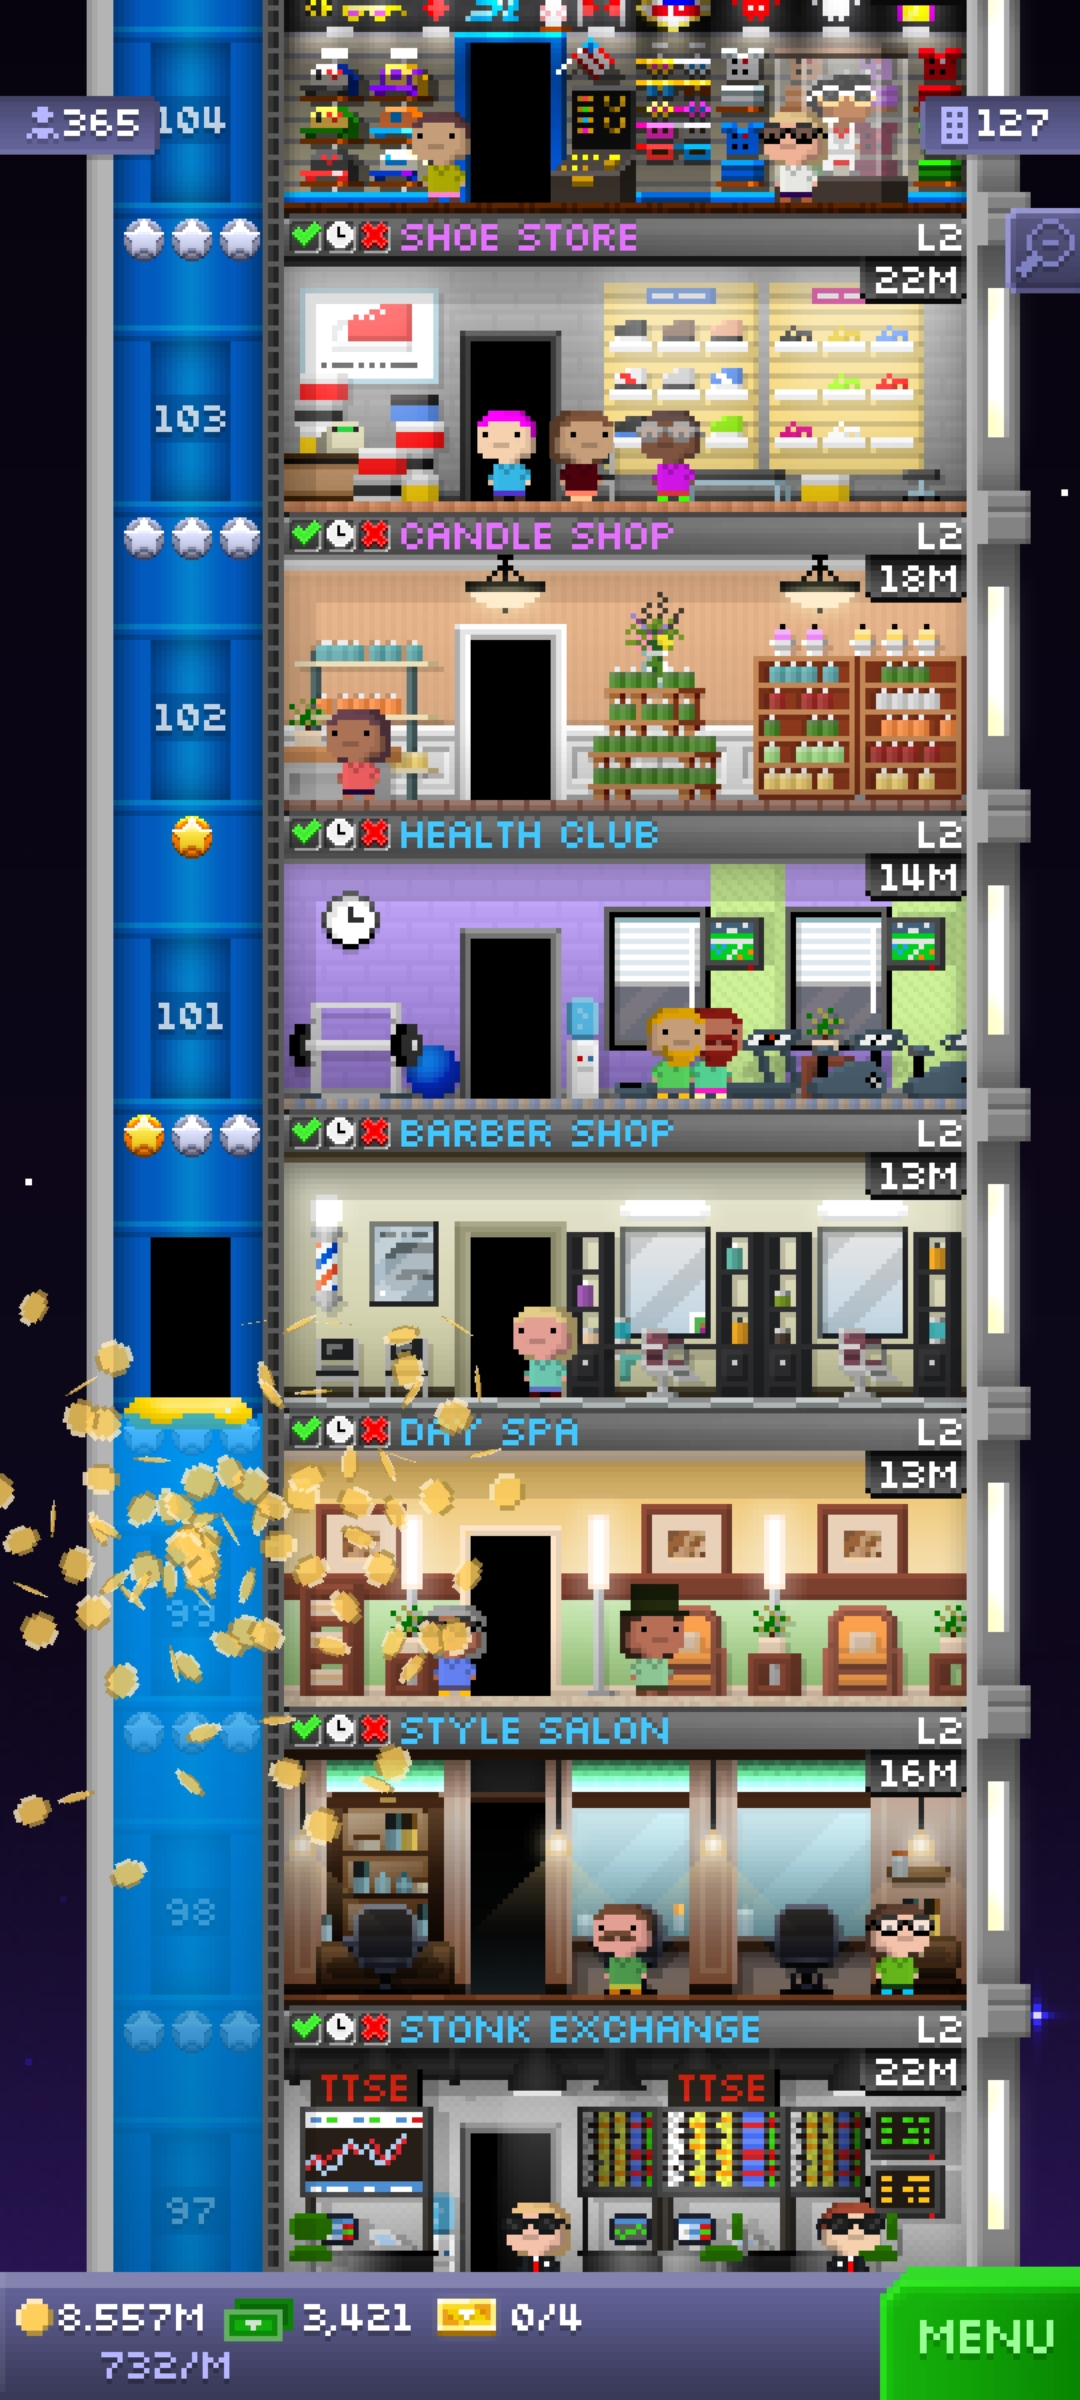 104
365
127
SHOE STORE
L2
22M
103
CANDLE SHOP
L2
18M
102
HEALTH CLUB
L2
14M
101
BARBER SHOP
L2
13M
DAY SPA
L2
13M
99
STYLE SALON
L2
16M
98
STONK EXCHANGE
L2
22M
TTSE
TTSE
97
8.557M
3,421
0/4
732/M
MENU